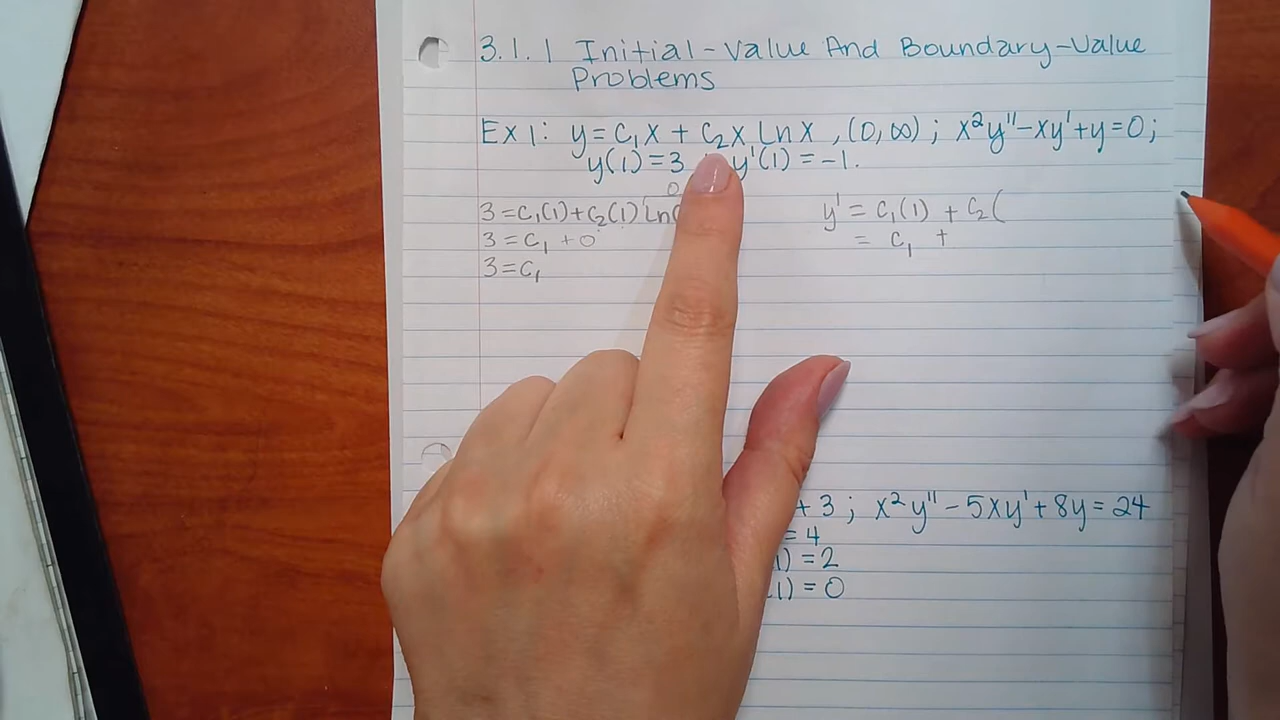 3.1.1 Initial-Value And Boundary-Value
Problems
Ex 1: y = c₁x + c₂x ln x , (0,∞) ; x²y'' - xy' + y = 0 ;
y(1) = 3 y'(1) = -1.
0
3 = c₁(1) + c₂(1) ln(
3 = c₁ + 0
3 = c₁
y' = c₁(1) + c₂(
= c₁ +
+ 3 ; x²y'' - 5xy' + 8y = 24
= 4
1) = 2
(1) = 0